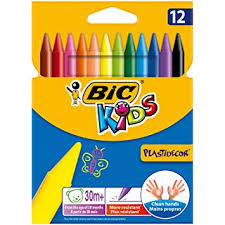 12
BIC
KiDS
PLASTIDECOR
30m+
From the age of 30 months
À partir de 30 mois
More resistant
Plus résistant
Clean hands
Mains propres